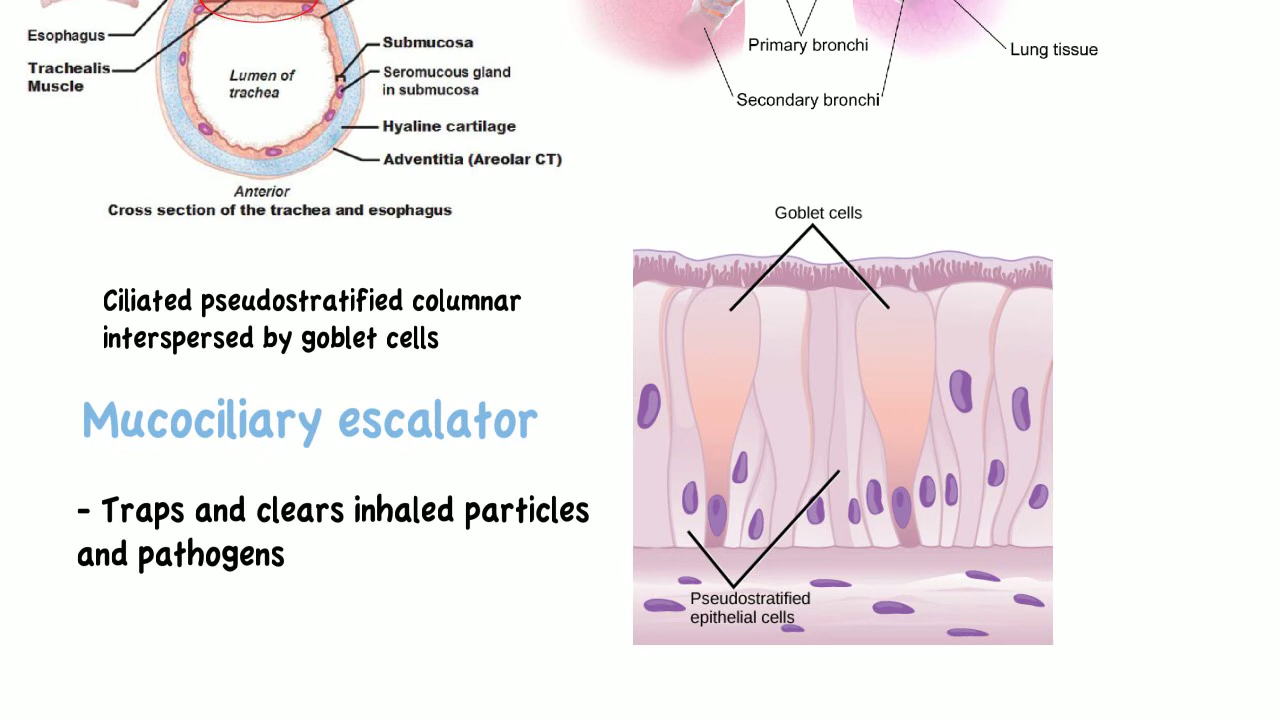 Esophagus
Trachealis
Muscle
Lumen of
trachea
Submucosa
Seromucous gland
in submucosa
Hyaline cartilage
Adventitia (Areolar CT)
Anterior
Cross section of the trachea and esophagus
Primary bronchi
Secondary bronchi
Lung tissue
Ciliated pseudostratified columnar
interspersed by goblet cells
Mucociliary escalator
- Traps and clears inhaled particles
and pathogens
Goblet cells
Pseudostratified
epithelial cells